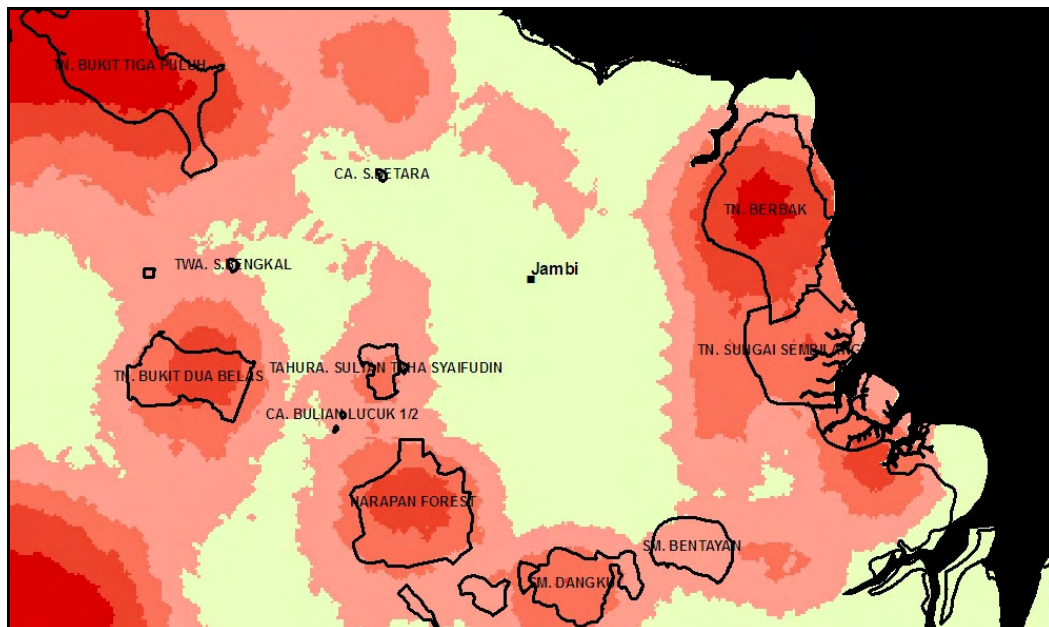 TN. BUKIT TIGA PULUH
CA. S.BETARA
TN. BERBAK
TWA. S.BENGKAL
Jambi
TN. SUNGAI SEMBILANG
TN. BUKIT DUA BELAS
TAHURA. SULTAN TAHA SYAIFUDIN
CA. BULIAN LUCUK 1/2
HARAPAN FOREST
SM. BENTAYAN
SM. DANGKU